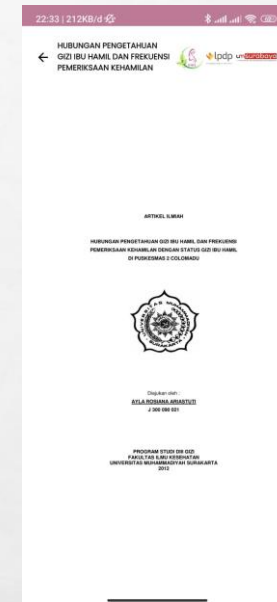 22:33 | 212KB/d
HUBUNGAN PENGETAHUAN
GIZI IBU HAMIL DAN FREKUENSI
PEMERIKSAAN KEHAMILAN
lpdp
surabaya
ARTIKEL ILMIAH
HUBUNGAN PENGETAHUAN GIZI IBU HAMIL DAN FREKUENSI
PEMERIKSAAN KEHAMILAN DENGAN STATUS GIZI IBU HAMIL
DI PUSKESMAS 2 COLOMADU
Diajukan oleh :
AYLA ROSIANA ARIASTUTI
PROGRAM STUDI DIII GIZI
FAKULTAS ILMU KESEHATAN
UNIVERSITAS MUHAMMADIYAH SURAKARTA
2012